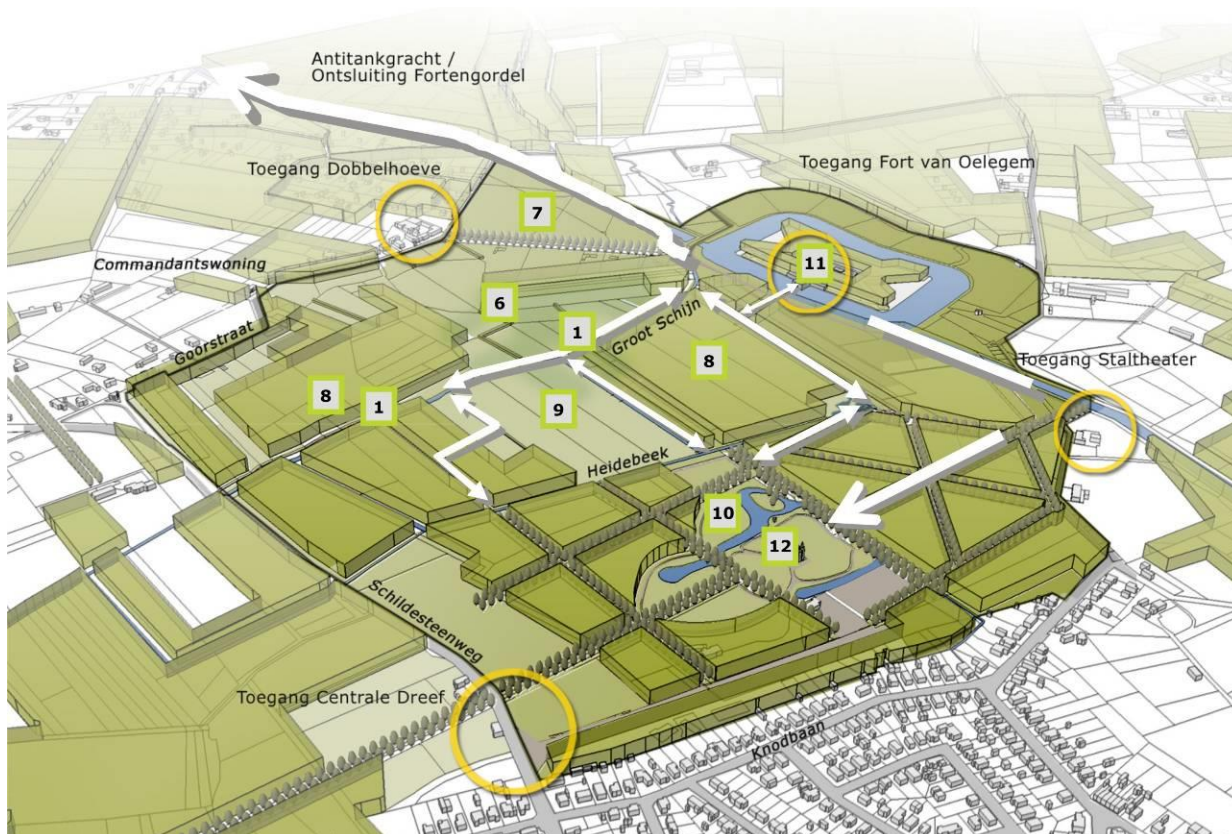 Antitankgracht /
Ontsluiting Fortengordel
Toegang Dobbelhoeve
Toegang Fort van Oelegem
7
Commandantswoning
11
6
1
Groot Schijn
Goorstraat
8
Toegang Staltheater
8
1
9
Heidebeek
10
12
Schildesteenweg
Toegang Centrale Dreef
Knodbaan